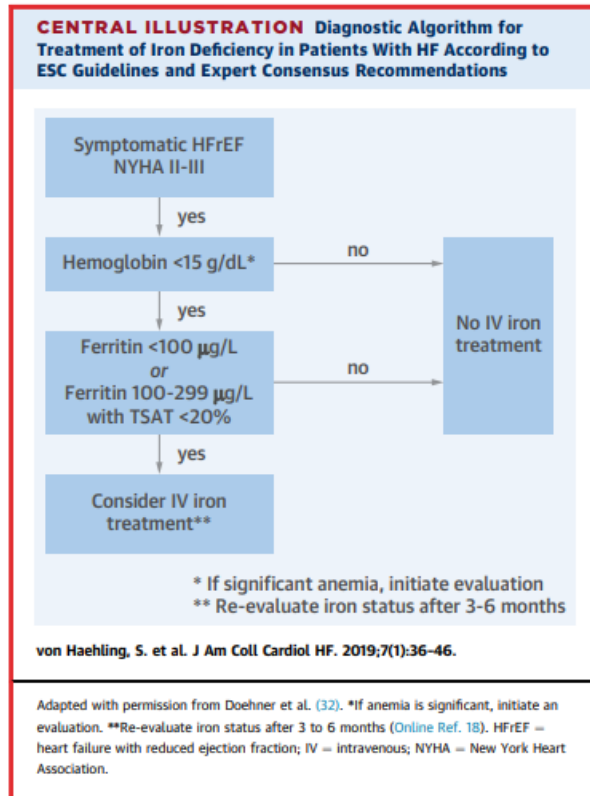 CENTRAL ILLUSTRATION Diagnostic Algorithm for
Treatment of Iron Deficiency in Patients With HF According to
ESC Guidelines and Expert Consensus Recommendations
Symptomatic HFrEF
NYHA II-III
yes
Hemoglobin <15 g/dL*
no
yes
Ferritin <100 μg/L
or
Ferritin 100-299 μg/L
with TSAT <20%
no
No IV iron
treatment
yes
Consider IV iron
treatment**
* If significant anemia, initiate evaluation
** Re-evaluate iron status after 3-6 months
von Haehling, S. et al. J Am Coll Cardiol HF. 2019;7(1):36–46.
Adapted with permission from Doehner et al. (32). *If anemia is significant, initiate an
evaluation. **Re-evaluate iron status after 3 to 6 months (Online Ref. 18). HFrEF =
heart failure with reduced ejection fraction; IV = intravenous; NYHA = New York Heart
Association.